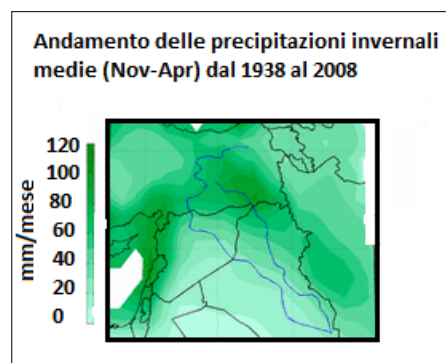 Andamento delle precipitazioni invernali
medie (Nov-Apr) dal 1938 al 2008
120
100
80
60
40
20
0
mm/mese